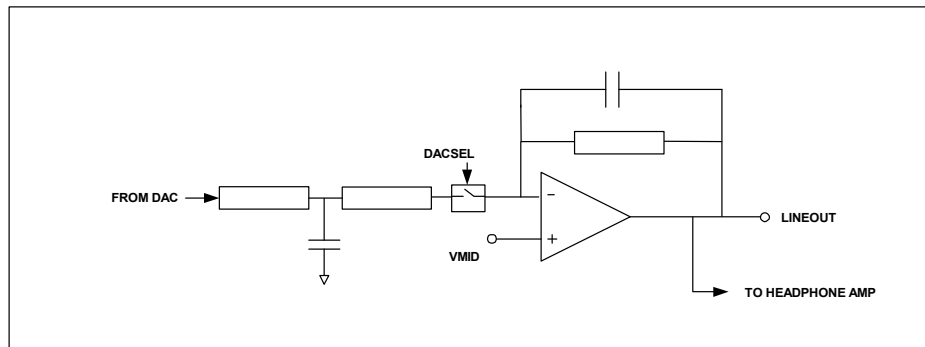 DACSEL
FROM DAC
−
+
VMID
LINEOUT
TO HEADPHONE AMP